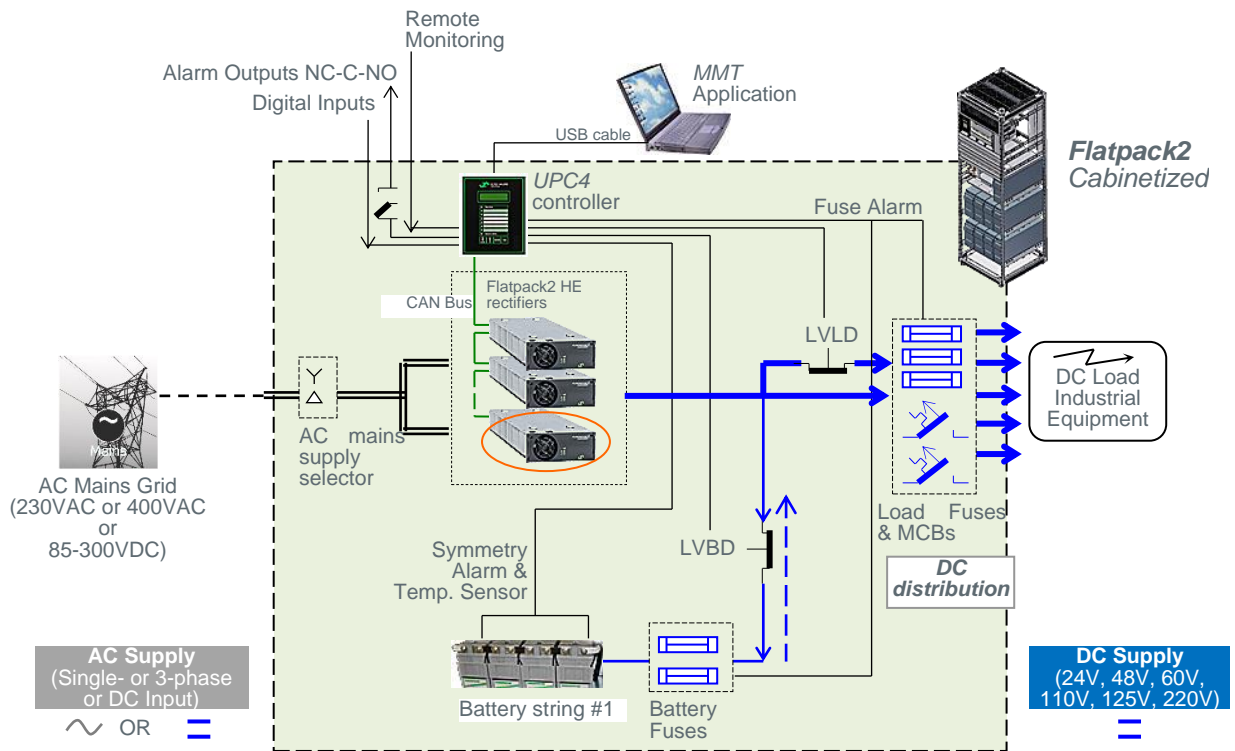 Remote
Monitoring
Alarm Outputs NC-C-NO
Digital Inputs
MMT
Application
USB cable
UPC4
controller
Flatpack2
Cabinetized
Fuse Alarm
Flatpack2 HE
rectifiers
CAN Bus
LVLD
AC mains
supply
selector
Mains
AC Mains Grid
(230VAC or 400VAC
or
85-300VDC)
DC Load
Industrial
Equipment
Load Fuses
& MCBs
LVBD
DC
distribution
Symmetry
Alarm &
Temp. Sensor
Battery string #1
Battery
Fuses
AC Supply
(Single- or 3-phase
or DC Input)
OR
DC Supply
(24V, 48V, 60V,
110V, 125V, 220V)